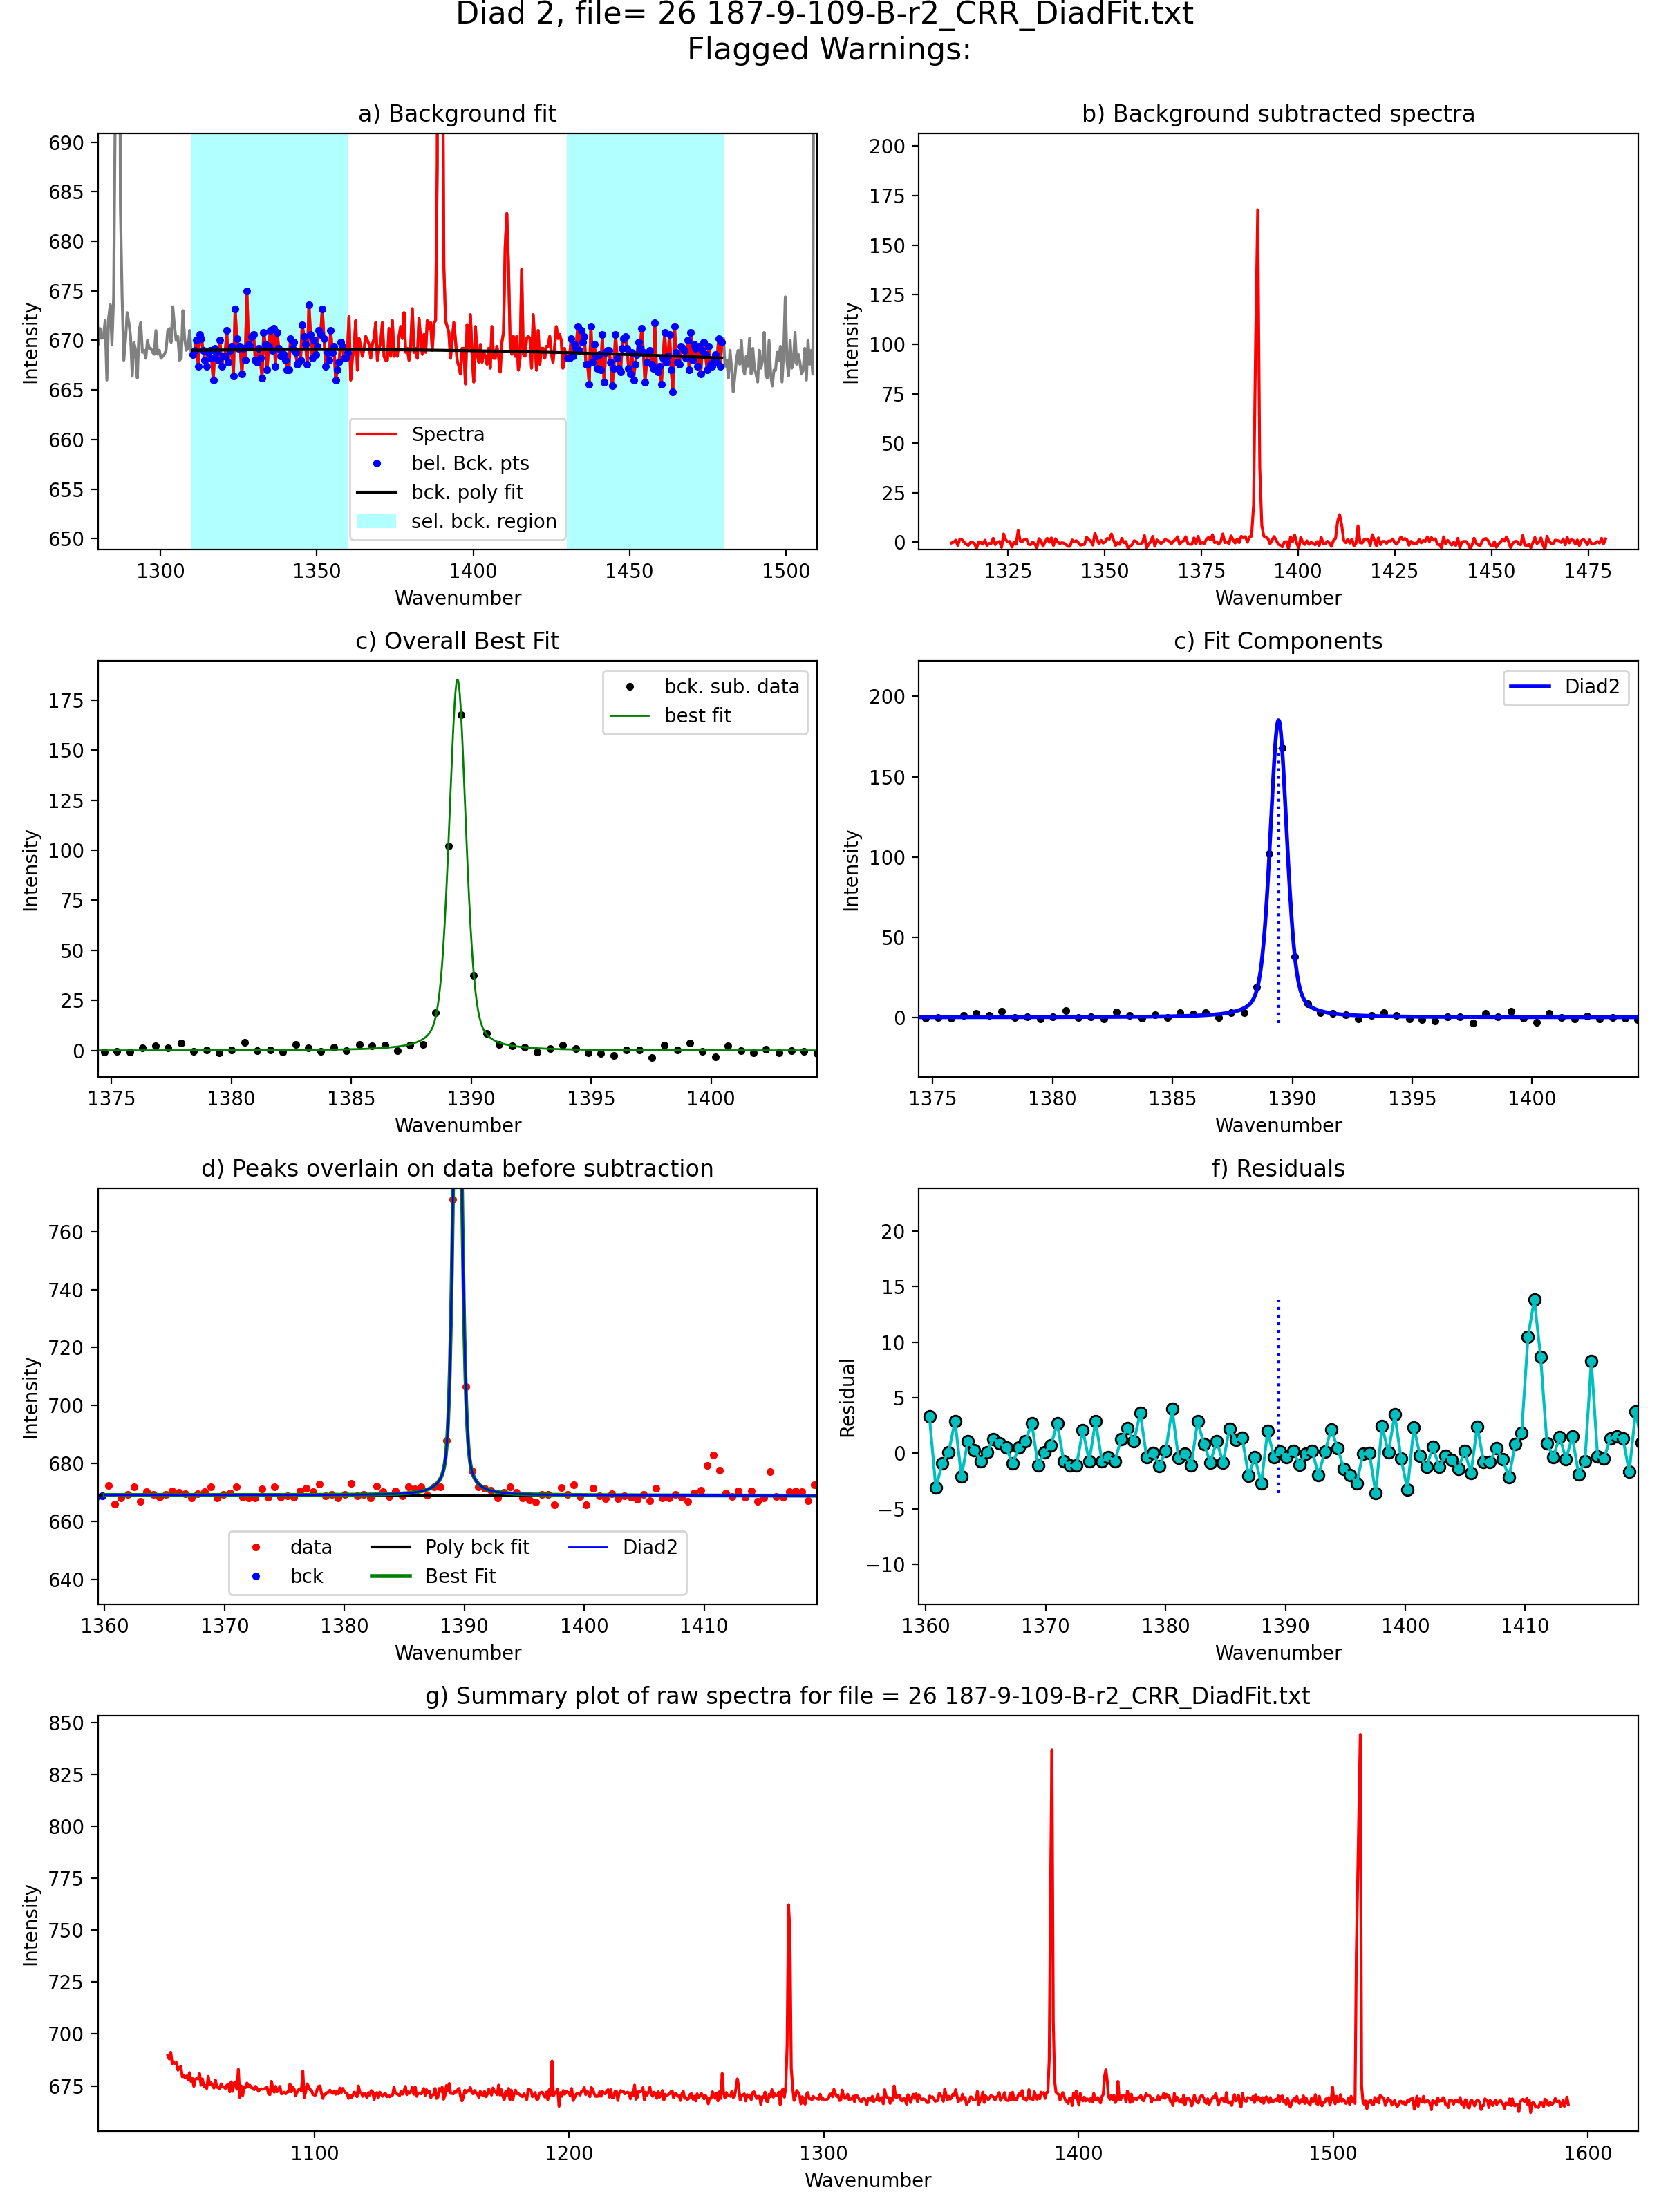 Diad 2, file= 26 187-9-109-B-r2_CRR_DiadFit.txt
Flagged Warnings:
a) Background fit
690
685
680
675
670
665
660
655
650
Intensity
Spectra
bel. Bck. pts
bck. poly fit
sel. bck. region
1300 1350 1400 1450 1500
Wavenumber
b) Background subtracted spectra
200
175
150
125
100
75
50
25
0
Intensity
1325 1350 1375 1400 1425 1450 1475
Wavenumber
c) Overall Best Fit
175
150
125
100
75
50
25
0
Intensity
bck. sub. data
best fit
1375 1380 1385 1390 1395 1400
Wavenumber
c) Fit Components
200
150
100
50
0
Intensity
Diad2
1375 1380 1385 1390 1395 1400
Wavenumber
d) Peaks overlain on data before subtraction
760
740
720
700
680
660
640
Intensity
data
bck
Poly bck fit
Best Fit
Diad2
1360 1370 1380 1390 1400 1410
Wavenumber
f) Residuals
20
15
10
5
0
−5
−10
Residual
1360 1370 1380 1390 1400 1410
Wavenumber
g) Summary plot of raw spectra for file = 26 187-9-109-B-r2_CRR_DiadFit.txt
850
825
800
775
750
725
700
675
Intensity
1100 1200 1300 1400 1500 1600
Wavenumber